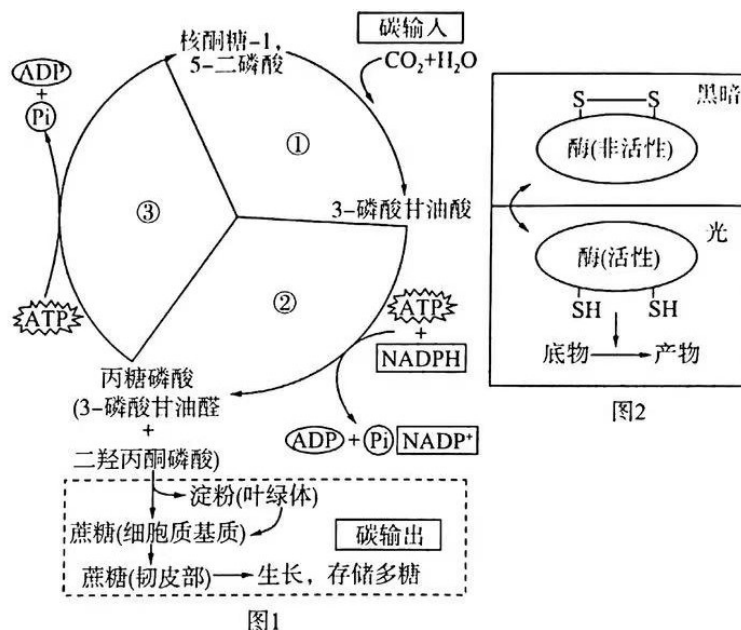 核酮糖-1,
5-二磷酸
碳输入
CO₂+H₂O
ADP
+
Pi
①
③
3-磷酸甘油酸
②
ATP
ATP
+
NADPH
丙糖磷酸
(3-磷酸甘油醛
+
二羟丙酮磷酸)
ADP+Pi NADP⁺
淀粉(叶绿体)
蔗糖(细胞质基质)
碳输出
蔗糖(韧皮部)
生长，存储多糖
图1
黑暗
S S
酶(非活性)
光
酶(活性)
SH SH
底物 产物
图2